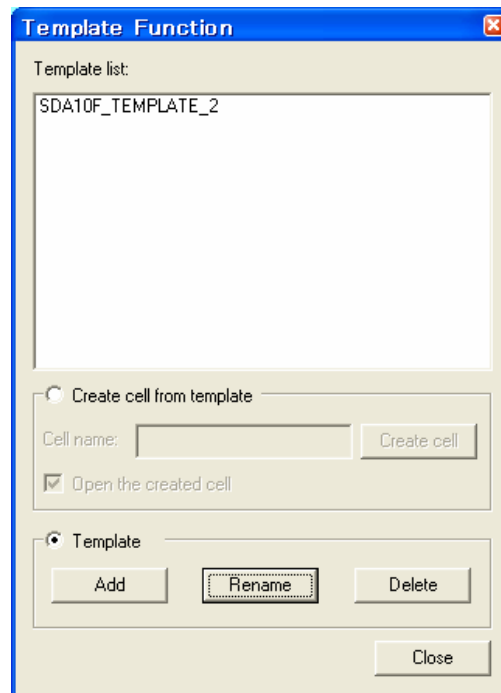 Template Function
Template list:
SDA10F_TEMPLATE_2
Create cell from template
Cell name:
Create cell
Open the created cell
Template
Add Rename Delete
Close